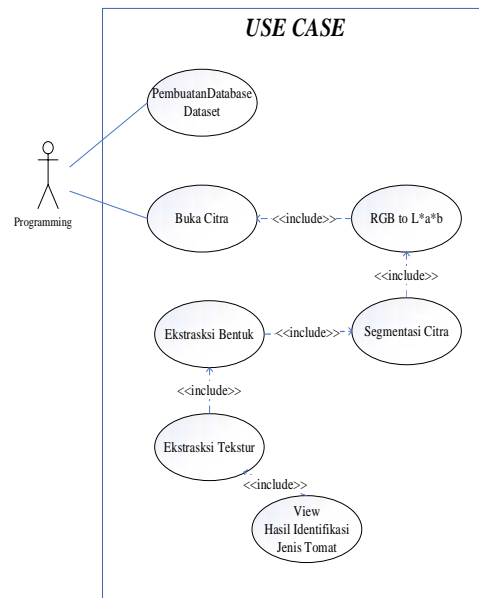 USE CASE
PembuatanDatabase
Dataset
Programming
Buka Citra
<<include>>
RGB to L*a*b
<<include>>
Ekstrasksi Bentuk
<<include>>
Segmentasi Citra
<<include>>
Ekstrasksi Tekstur
<<include>>
View
Hasil Identifikasi
Jenis Tomat